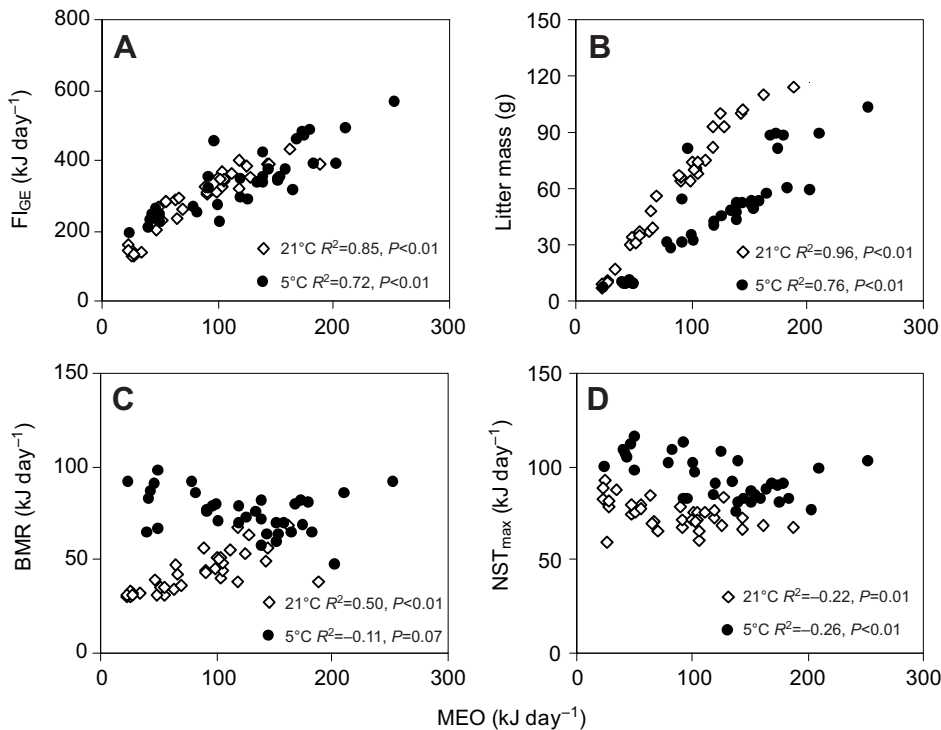 A
FI_GE (kJ day⁻¹)
800
600
400
200
0
0 100 200 300
◇ 21°C R²=0.85, P<0.01
● 5°C R²=0.72, P<0.01
B
Litter mass (g)
150
120
90
60
30
0
0 100 200 300
◇ 21°C R²=0.96, P<0.01
● 5°C R²=0.76, P<0.01
C
BMR (kJ day⁻¹)
150
100
50
0
0 100 200 300
◇ 21°C R²=0.50, P<0.01
● 5°C R²=–0.11, P=0.07
D
NST_max (kJ day⁻¹)
150
100
50
0
0 100 200 300
◇ 21°C R²=–0.22, P=0.01
● 5°C R²=–0.26, P<0.01
MEO (kJ day⁻¹)